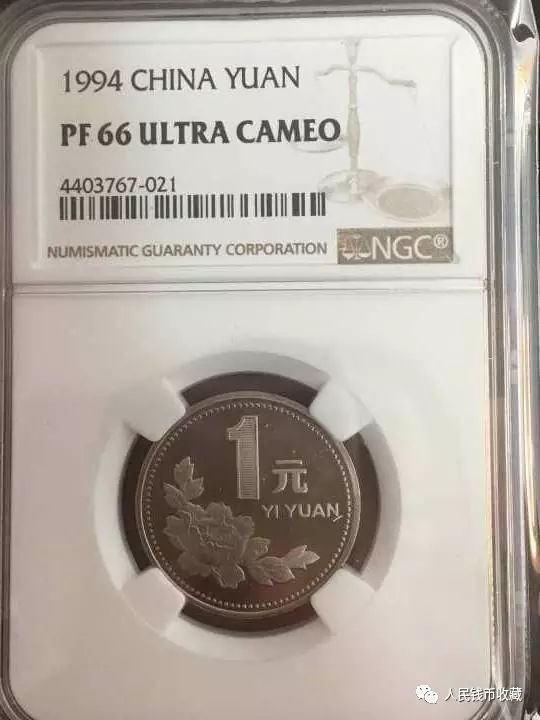 1994 CHINA YUAN
PF 66 ULTRA CAMEO
4403767-021
NUMISMATIC GUARANTY CORPORATION NGC®
1元
YI YUAN
人民钱币收藏